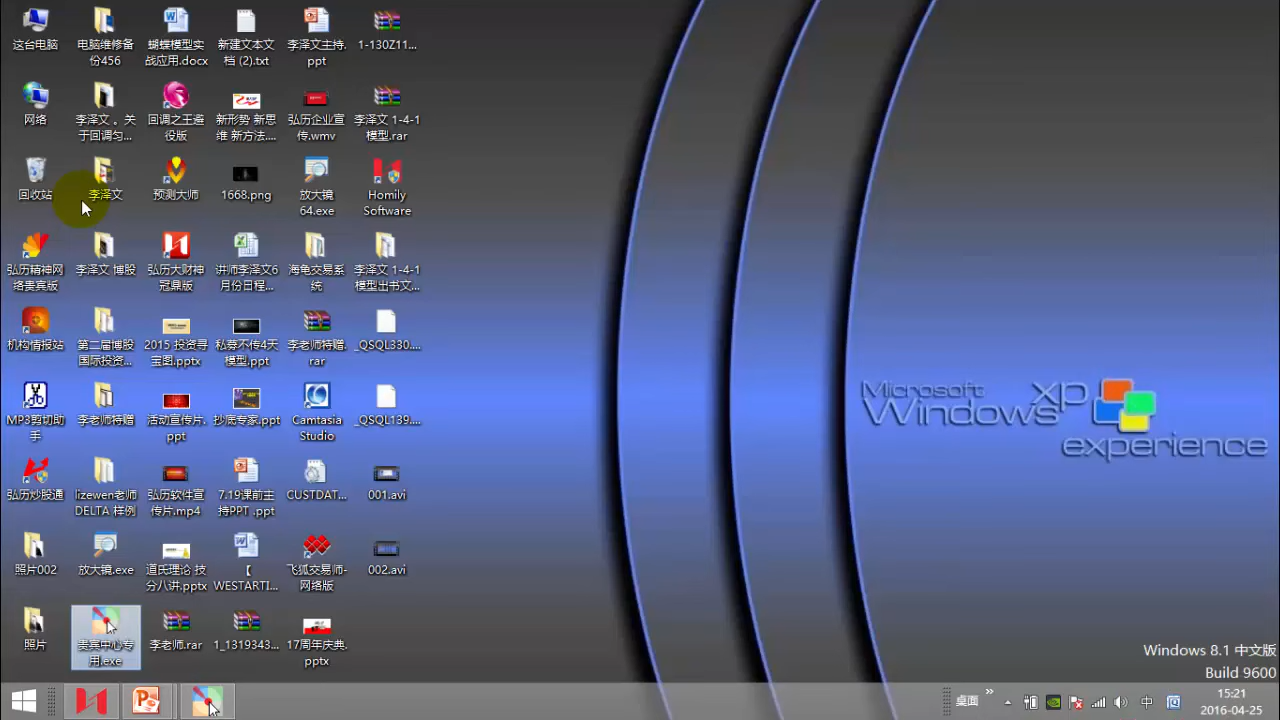 这台电脑
电脑维修备
份456
蝴蝶模型实
战应用.docx
新建文本文
档 (2).txt
李泽文主持.
ppt
1-130Z11...
网络
李泽文 。关
于回调匀...
回调之王避
役版
新形势 新思
维 新方法....
弘历企业宣
传.wmv
李泽文 1-4-1
模型.rar
回收站
李泽文
预测大师
1668.png
放大镜
64.exe
Homily
Software
弘历精神网
络贵宾版
李泽文 博股
弘历大财神
冠鼎版
讲师李泽文6
月份日程...
海龟交易系
统
李泽文 1-4-1
模型出书文...
机构情报站
第二届博股
国际投资...
2015 投资寻
宝图.pptx
私募不传4天
模型.ppt
李老师特赠.
rar
_QSQL330....
MP3剪切助
手
李老师特赠
活动宣传片.
ppt
抄底专家.ppt
Camtasia
Studio
_QSQL139....
弘历炒股通
lizewen老师
DELTA 样例
弘历软件宣
传片.mp4
7.19课前主
持PPT .ppt
CUSTDAT...
001.avi
照片002
放大镜.exe
道氏理论 技
分八讲.pptx
【
WESTARTI...
飞狐交易师-
网络版
002.avi
照片
贵宾中心专
用.exe
李老师.rar
1_1319343...
17周年庆典.
pptx
Microsoft
Windows xp
experience
Windows 8.1 中文版
Build 9600
桌面
中
15:21
2016-04-25